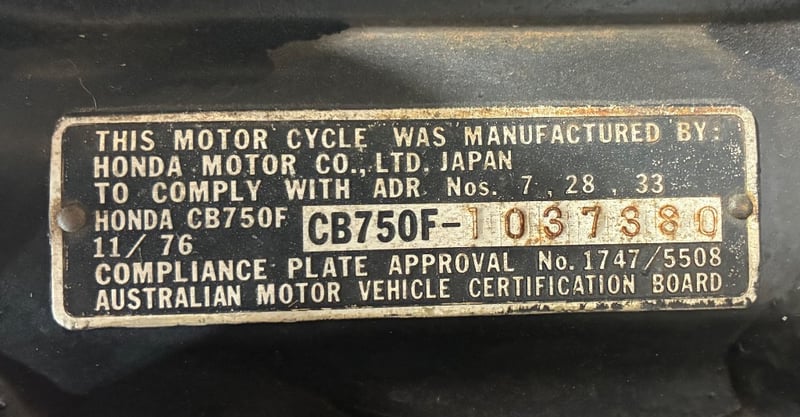 THIS MOTOR CYCLE WAS MANUFACTURED BY:
HONDA MOTOR CO., LTD. JAPAN
TO COMPLY WITH ADR Nos. 7, 28, 33
HONDA CB750F CB750F-1037380
11/ 76
COMPLIANCE PLATE APPROVAL No. 1747/5508
AUSTRALIAN MOTOR VEHICLE CERTIFICATION BOARD